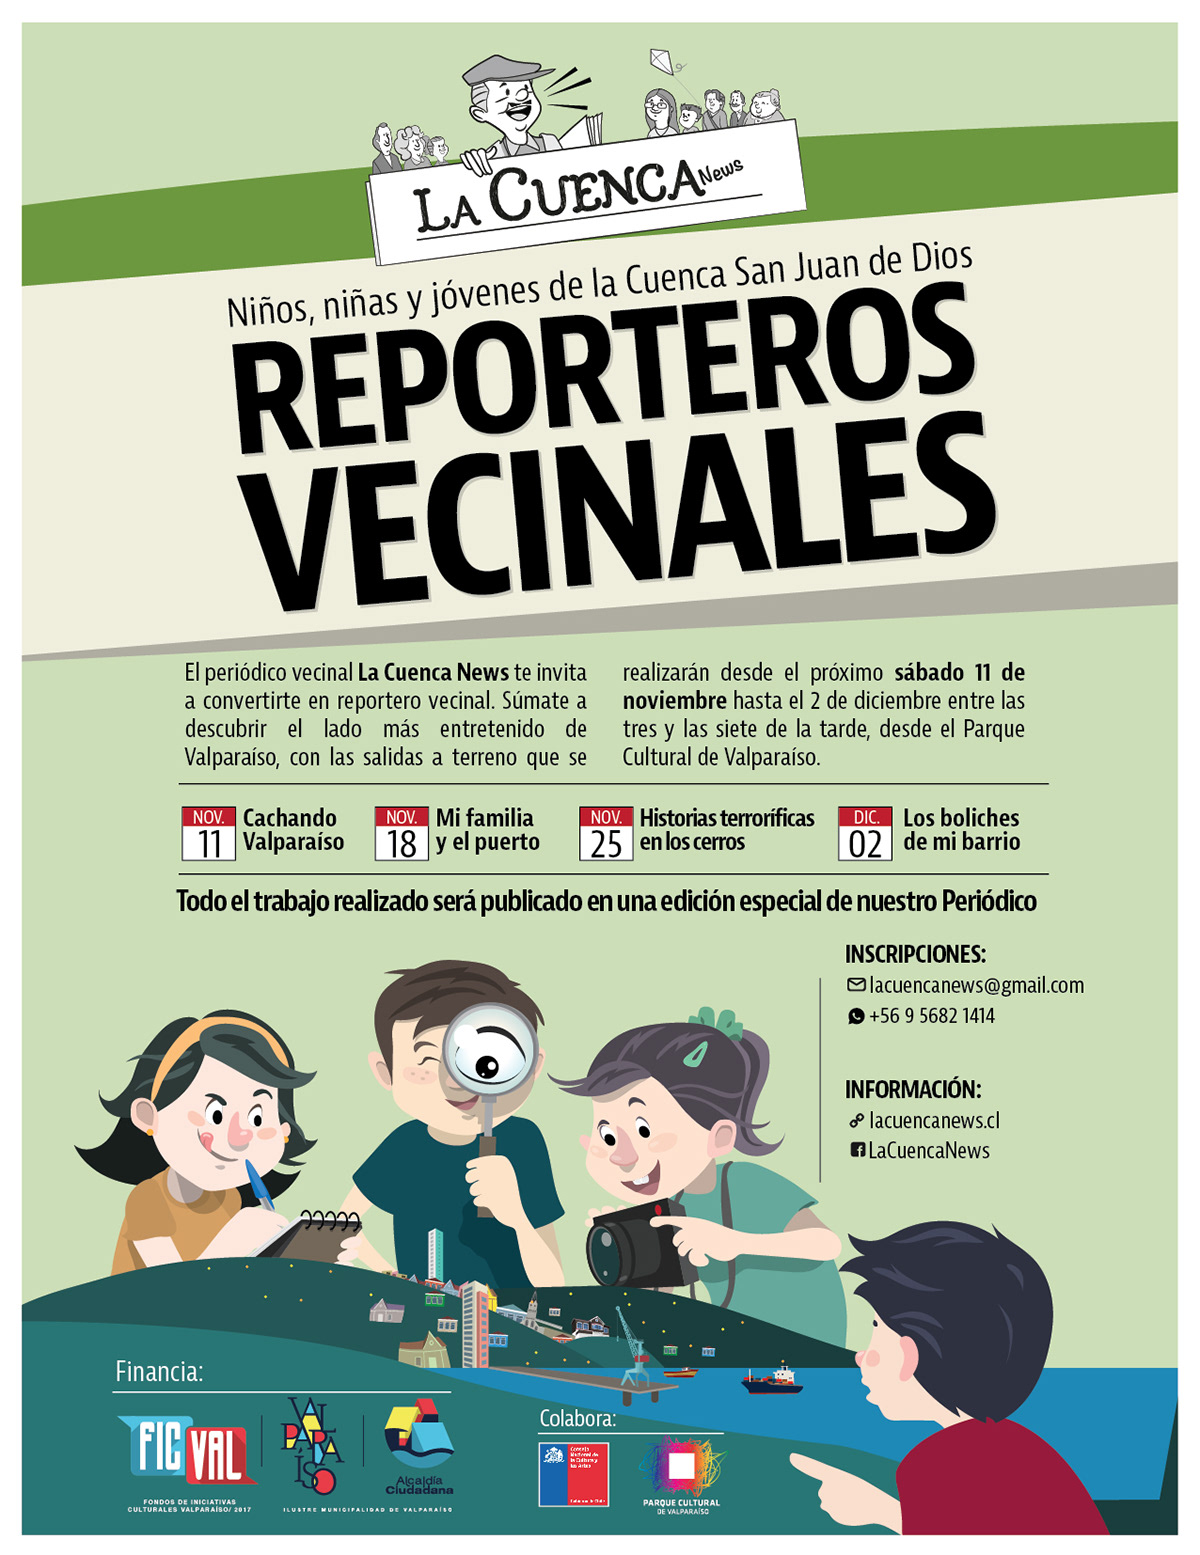 LA CUENCA News
Niños, niñas y jóvenes de la Cuenca San Juan de Dios
REPORTEROS
VECINALES
El periódico vecinal La Cuenca News te invita
a convertirte en reportero vecinal. Súmate a
descubrir el lado más entretenido de
Valparaíso, con las salidas a terreno que se
realizarán desde el próximo sábado 11 de
noviembre hasta el 2 de diciembre entre las
tres y las siete de la tarde, desde el Parque
Cultural de Valparaíso.
NOV.
11
Cachando
Valparaíso
NOV.
18
Mi familia
y el puerto
NOV.
25
Historias terroríficas
en los cerros
DIC.
02
Los boliches
de mi barrio
Todo el trabajo realizado será publicado en una edición especial de nuestro Periódico
INSCRIPCIONES:
lacuencanews@gmail.com
+56 9 5682 1414
INFORMACIÓN:
lacuencanews.cl
LaCuencaNews
Financia:
FIC VAL
FONDOS DE INICIATIVAS
CULTURALES VALPARAÍSO/ 2017
VALPARAÍSO
ILUSTRE MUNICIPALIDAD DE VALPARAÍSO
Alcaldía
Ciudadana
Colabora:
Consejo
Nacional de
la Cultura y
las Artes
PARQUE CULTURAL
DE VALPARAÍSO